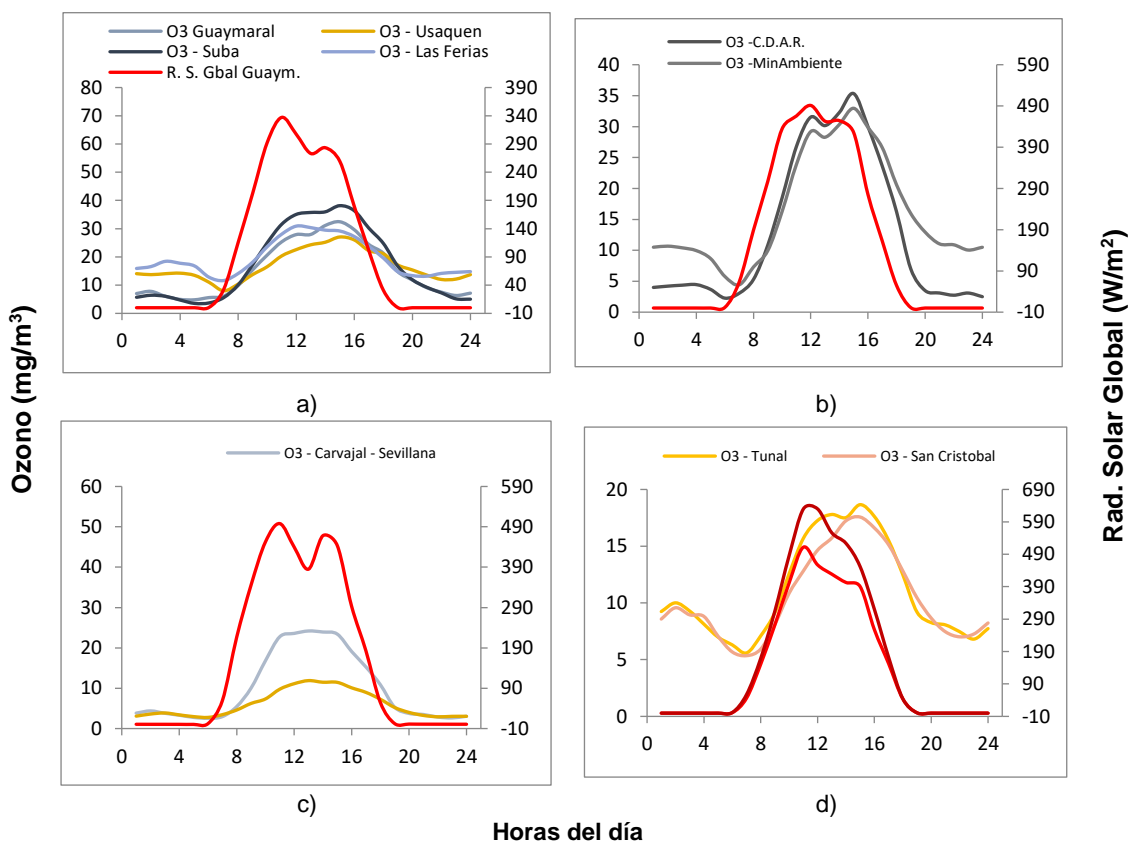 O3 Guaymaral
O3 - Usaquen
O3 - Suba
O3 - Las Ferias
R. S. Gbal Guaym.
80
70
60
50
40
30
20
10
0
390
340
290
240
190
140
90
40
-10
0 4 8 12 16 20 24
a)
O3 -C.D.A.R.
O3 -MinAmbiente
40
35
30
25
20
15
10
5
0
590
490
390
290
190
90
-10
0 4 8 12 16 20 24
b)
Ozono (mg/m³)
Rad. Solar Global (W/m²)
O3 - Carvajal - Sevillana
60
50
40
30
20
10
0
590
490
390
290
190
90
-10
0 4 8 12 16 20 24
c)
O3 - Tunal
O3 - San Cristobal
20
15
10
5
0
690
590
490
390
290
190
90
-10
0 4 8 12 16 20 24
d)
Horas del día